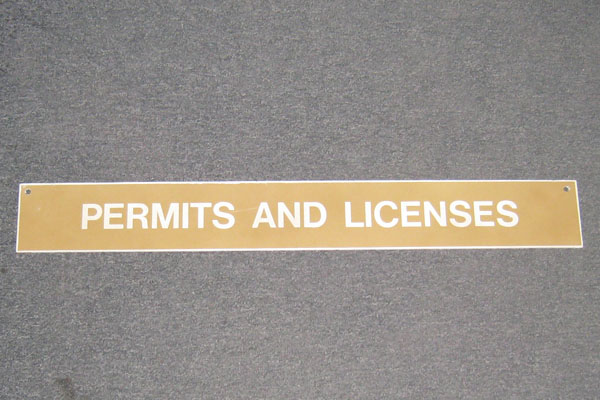 PERMITS AND LICENSES